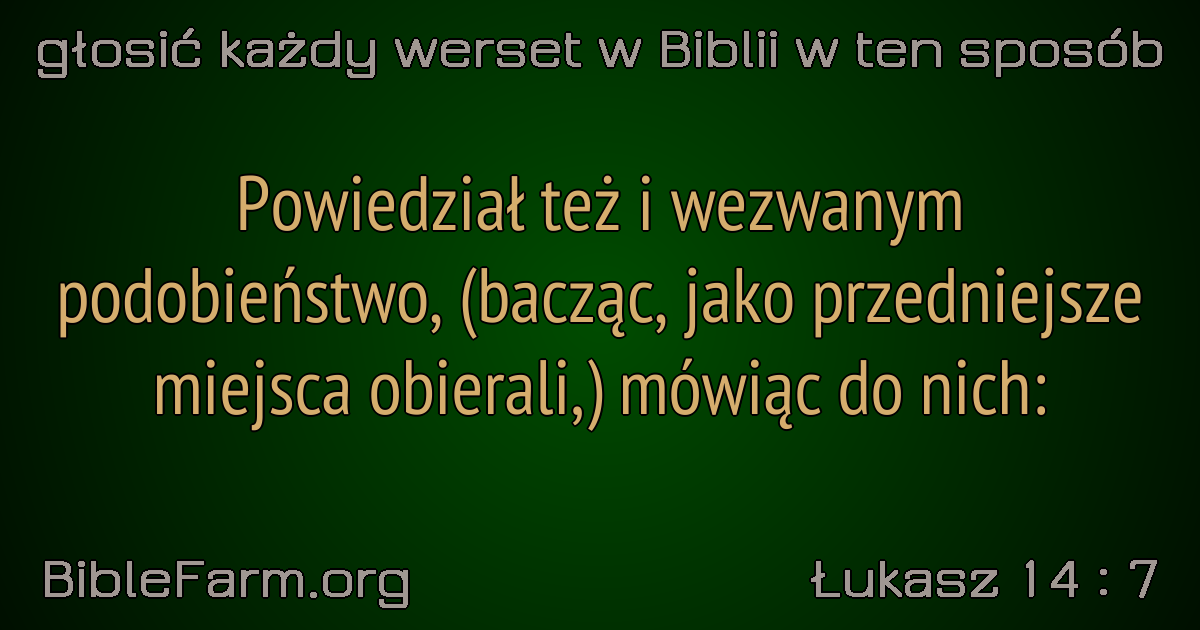 głosić każdy werset w Biblii w ten sposób
Powiedział też i wezwanym
podobieństwo, (bacząc, jako przedniejsze
miejsca obierali,) mówiąc do nich:
BibleFarm.org
Łukasz 14 : 7